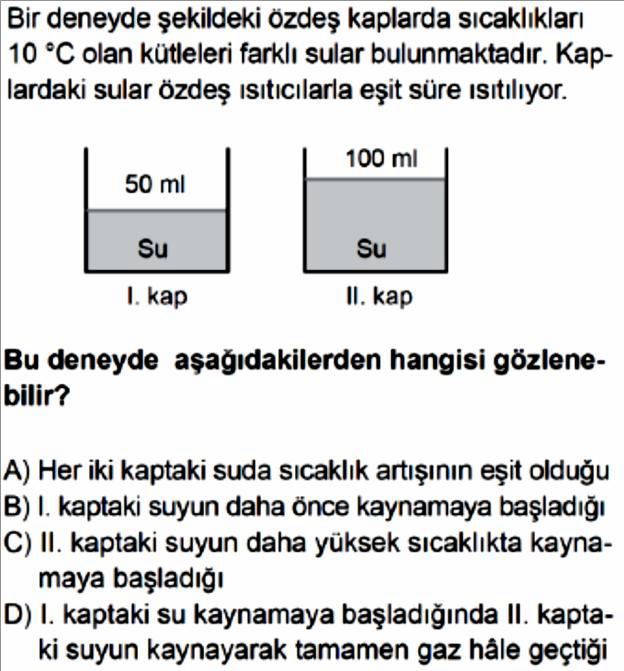 Bir deneyde şekildeki özdeş kaplarda sıcaklıkları
10 °C olan kütleleri farklı sular bulunmaktadır. Kap-
lardaki sular özdeş ısıtıcılarla eşit süre ısıtılıyor.
50 ml
100 ml
Su
Su
I. kap
II. kap
Bu deneyde aşağıdakilerden hangisi gözlene-
bilir?
A) Her iki kaptaki suda sıcaklık artışının eşit olduğu
B) I. kaptaki suyun daha önce kaynamaya başladığı
C) II. kaptaki suyun daha yüksek sıcaklıkta kayna-
maya başladığı
D) I. kaptaki su kaynamaya başladığında II. kapta-
ki suyun kaynayarak tamamen gaz hâle geçtiği